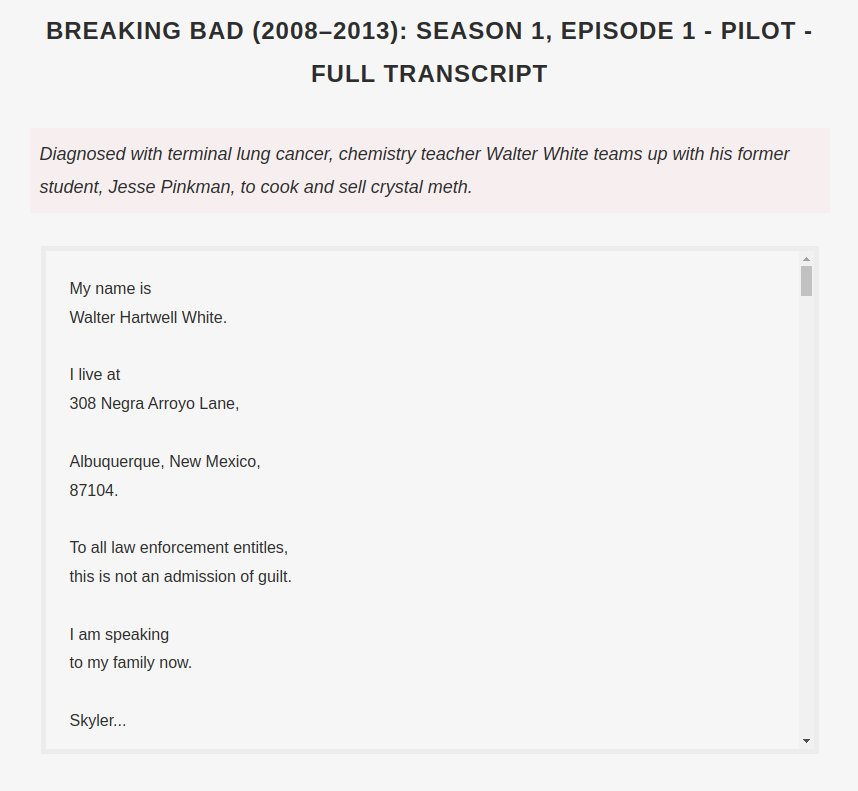 BREAKING BAD (2008–2013): SEASON 1, EPISODE 1 - PILOT -
FULL TRANSCRIPT
Diagnosed with terminal lung cancer, chemistry teacher Walter White teams up with his former
student, Jesse Pinkman, to cook and sell crystal meth.
My name is
Walter Hartwell White.
I live at
308 Negra Arroyo Lane,
Albuquerque, New Mexico,
87104.
To all law enforcement entitles,
this is not an admission of guilt.
I am speaking
to my family now.
Skyler...